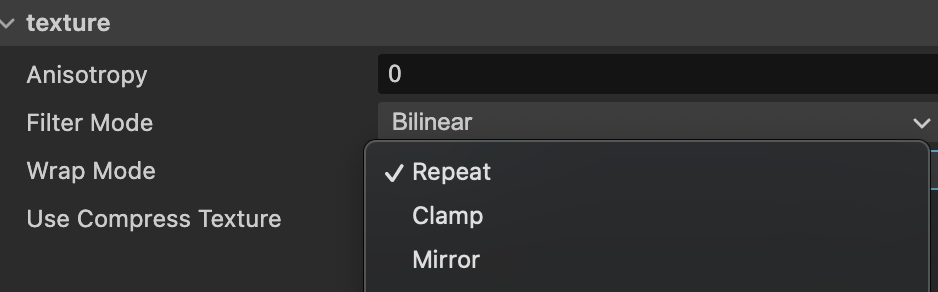 texture
Anisotropy 0
Filter Mode Bilinear
Wrap Mode Repeat
Use Compress Texture Clamp
Mirror